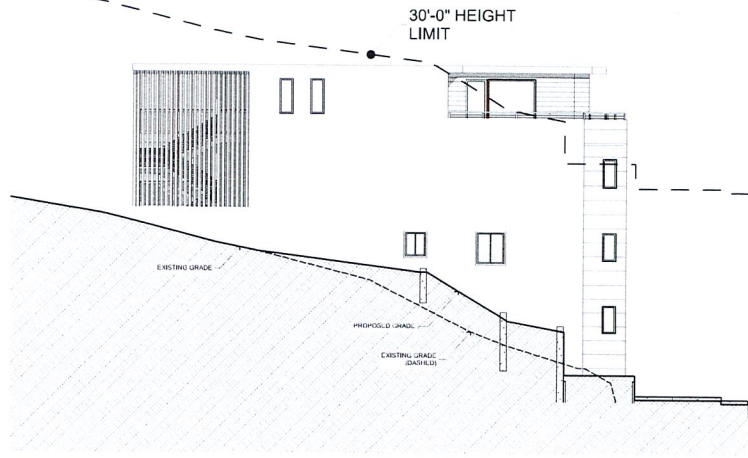 30'-0" HEIGHT
LIMIT
EXISTING GRADE
PROPOSED GRADE
EXISTING GRADE
(DASHED)